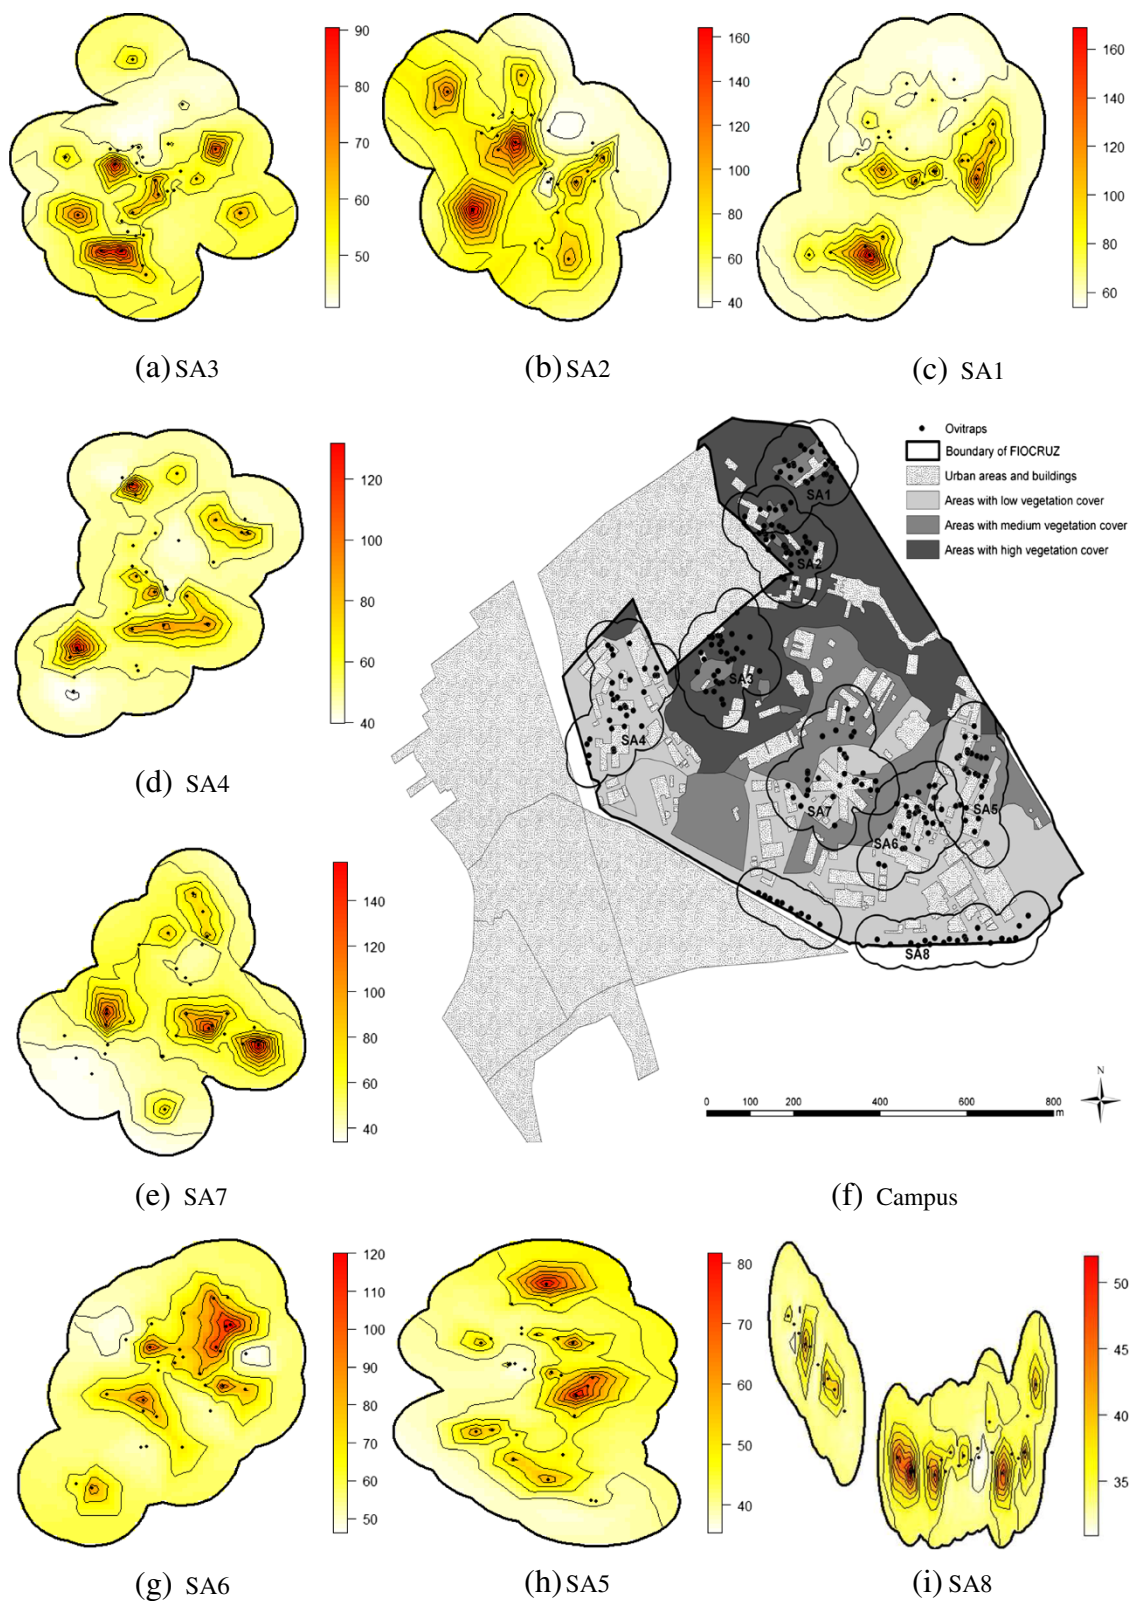 90
80
70
60
50
(a) SA3
160
140
120
100
80
60
40
(b) SA2
160
140
120
100
80
60
(c) SA1
120
100
80
60
40
(d) SA4
Ovitraps
Boundary of FIOCRUZ
Urban areas and buildings
Areas with low vegetation cover
Areas with medium vegetation cover
Areas with high vegetation cover
SA1
SA2
SA3
SA4
SA5
SA7
SA6
SA8
N
0 200 400 600 800
m
140
120
100
80
60
40
(e) SA7
(f) Campus
120
110
100
90
80
70
60
50
(g) SA6
80
70
60
50
40
(h) SA5
50
45
40
35
(i) SA8